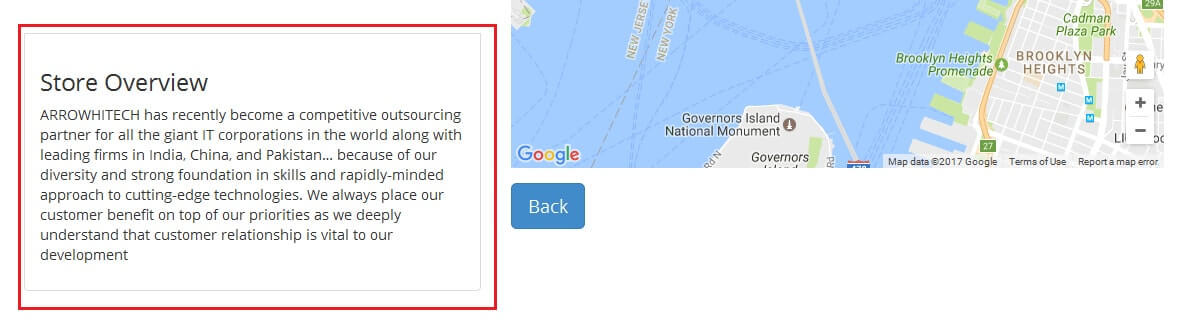 Store Overview
ARROWHITECH has recently become a competitive outsourcing
partner for all the giant IT corporations in the world along with
leading firms in India, China, and Pakistan... because of our
diversity and strong foundation in skills and rapidly-minded
approach to cutting-edge technologies. We always place our
customer benefit on top of our priorities as we deeply
understand that customer relationship is vital to our
development
NEW JERSEY
NEW YORK
29A
Cadman
Plaza Park
Brooklyn Heights
Promenade
BROOKLYN
HEIGHTS
M
M
M
+
−
Governors Island
National Monument
Governors
Island
27
Google
Map data ©2017 Google
Terms of Use
Report a map error
Back